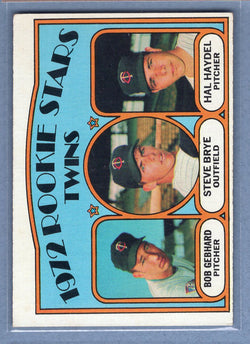 1972 ROOKIE STARS
TWINS
BOB GEBHARD
PITCHER
STEVE BRYE
OUTFIELD
HAL HAYDEL
PITCHER